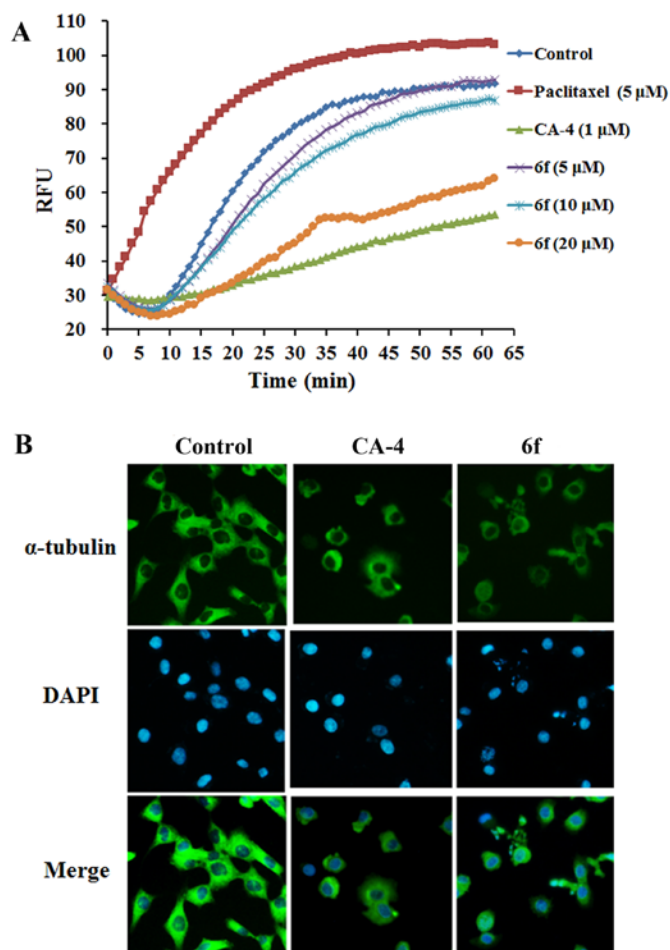 A
110
100
90
80
70
60
50
40
30
20
RFU
0 5 10 15 20 25 30 35 40 45 50 55 60 65
Time (min)
Control
Paclitaxel (5 μM)
CA-4 (1 μM)
6f (5 μM)
6f (10 μM)
6f (20 μM)
B
Control CA-4 6f
α-tubulin
DAPI
Merge